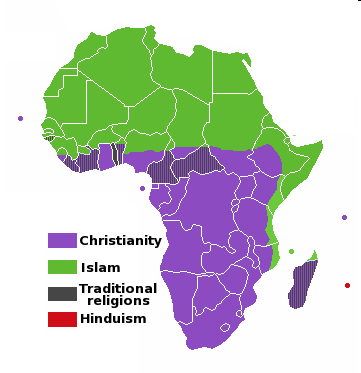 Christianity
Islam
Traditional
religions
Hinduism